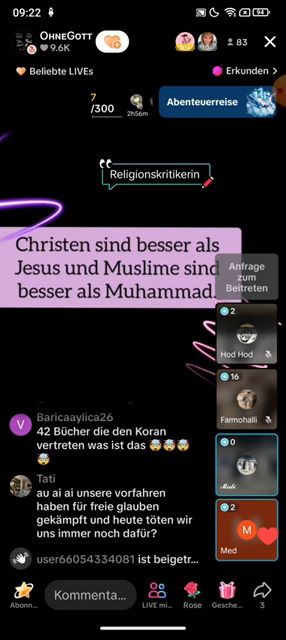 09:22
94
OHNEGOTT
9.6K
83
Beliebte LIVEs
Erkunden
7
/300
2h56m
Abenteuerreise
Religionskritikerin
Christen sind besser als
Jesus und Muslime sind
besser als Muhammad.
Anfrage
zum
Beitreten
2
Hod Hod
16
Famohalli
0
Mali
2
M
Med
V
Baricaaylica26
42 Bücher die den Koran
vertreten was ist das 🤯🤯🤯
🤯
Tati
au ai ai unsere vorfahren
haben für freie glauben
gekämpft und heute töten wir
uns immer noch dafür?
user66054334081 ist beigetr...
Abonn...
Kommenta...
LIVE mi...
Rose
Gesche...
3